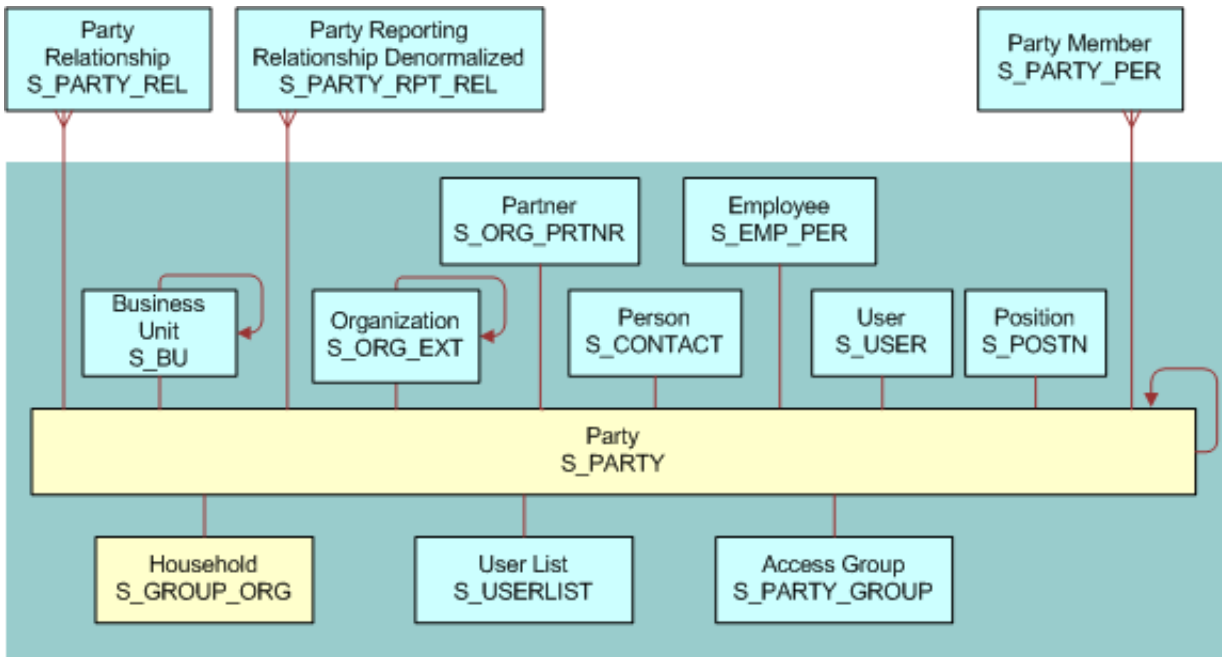 Party
Relationship
S_PARTY_REL
Party Reporting
Relationship Denormalized
S_PARTY_RPT_REL
Party Member
S_PARTY_PER
Partner
S_ORG_PRTNR
Employee
S_EMP_PER
Business
Unit
S_BU
Organization
S_ORG_EXT
Person
S_CONTACT
User
S_USER
Position
S_POSTN
Party
S_PARTY
Household
S_GROUP_ORG
User List
S_USERLIST
Access Group
S_PARTY_GROUP